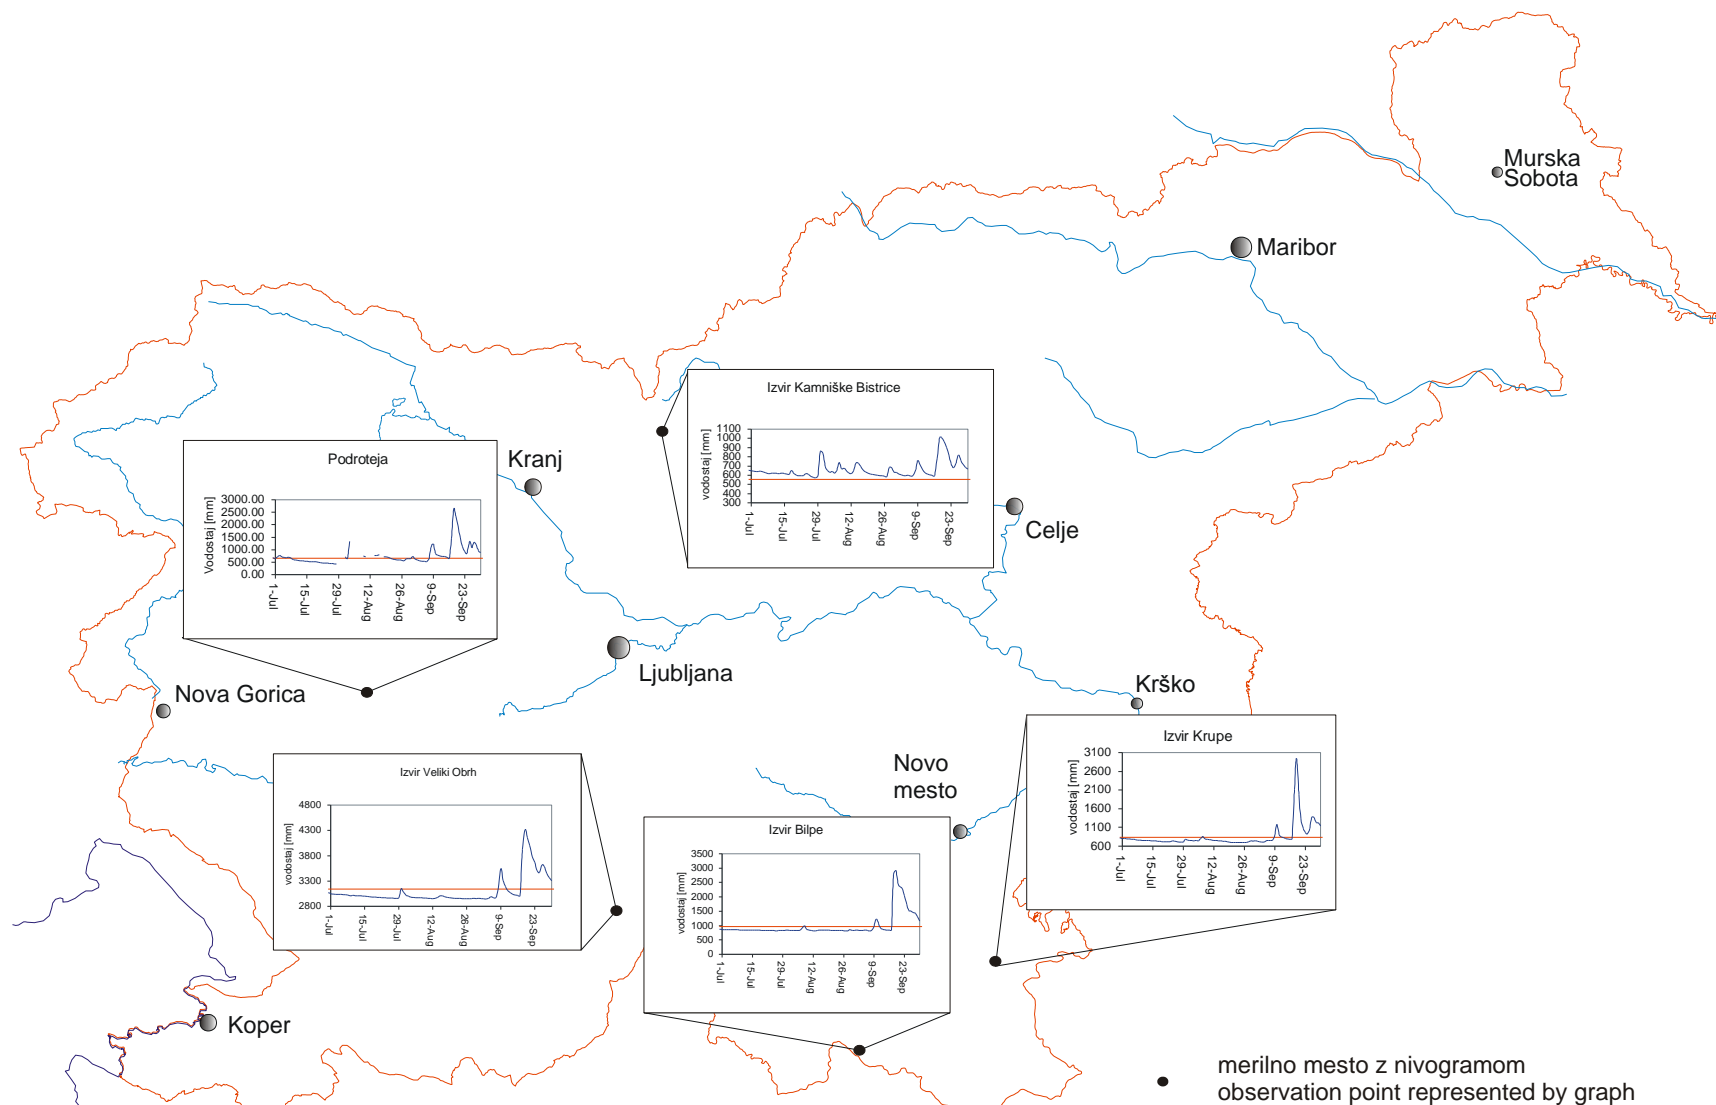 Murska
Sobota
Maribor
Izvir Kamniške Bistrice
vodostaj [mm]
1100
1000
900
800
700
600
500
400
300
1-Jul
15-Jul
29-Jul
12-Aug
26-Aug
9-Sep
23-Sep
Podroteja
Vodostaj [mm]
3000.00
2500.00
2000.00
1500.00
1000.00
500.00
0.00
1-Jul
15-Jul
29-Jul
12-Aug
26-Aug
9-Sep
23-Sep
Kranj
Celje
Ljubljana
Nova Gorica
Krško
Izvir Krupe
vodostaj [mm]
3100
2600
2100
1600
1100
600
1-Jul
15-Jul
29-Jul
12-Aug
26-Aug
9-Sep
23-Sep
Izvir Veliki Obrh
vodostaj [mm]
4800
4300
3800
3300
2800
1-Jul
15-Jul
29-Jul
12-Aug
26-Aug
9-Sep
23-Sep
Novo
mesto
Izvir Bilpe
vodostaj [mm]
3500
3000
2500
2000
1500
1000
500
0
1-Jul
15-Jul
29-Jul
12-Aug
26-Aug
9-Sep
23-Sep
Koper
merilno mesto z nivogramom
observation point represented by graph